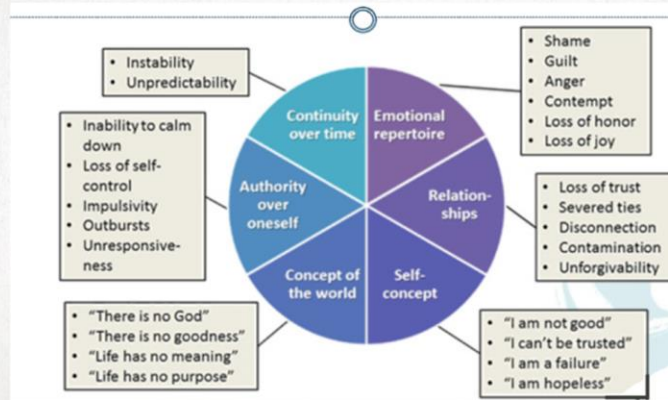 • Instability
• Unpredictability
• Shame
• Guilt
• Anger
• Contempt
• Loss of honor
• Loss of joy
Continuity
over time
Emotional
repertoire
• Inability to calm
down
• Loss of self-
control
• Impulsivity
• Outbursts
• Unresponsive-
ness
Authority
over
oneself
Relation-
ships
• Loss of trust
• Severed ties
• Disconnection
• Contamination
• Unforgivability
Concept of
the world
Self-
concept
• "There is no God"
• "There is no goodness"
• "Life has no meaning"
• "Life has no purpose"
• "I am not good"
• "I can't be trusted"
• "I am a failure"
• "I am hopeless"